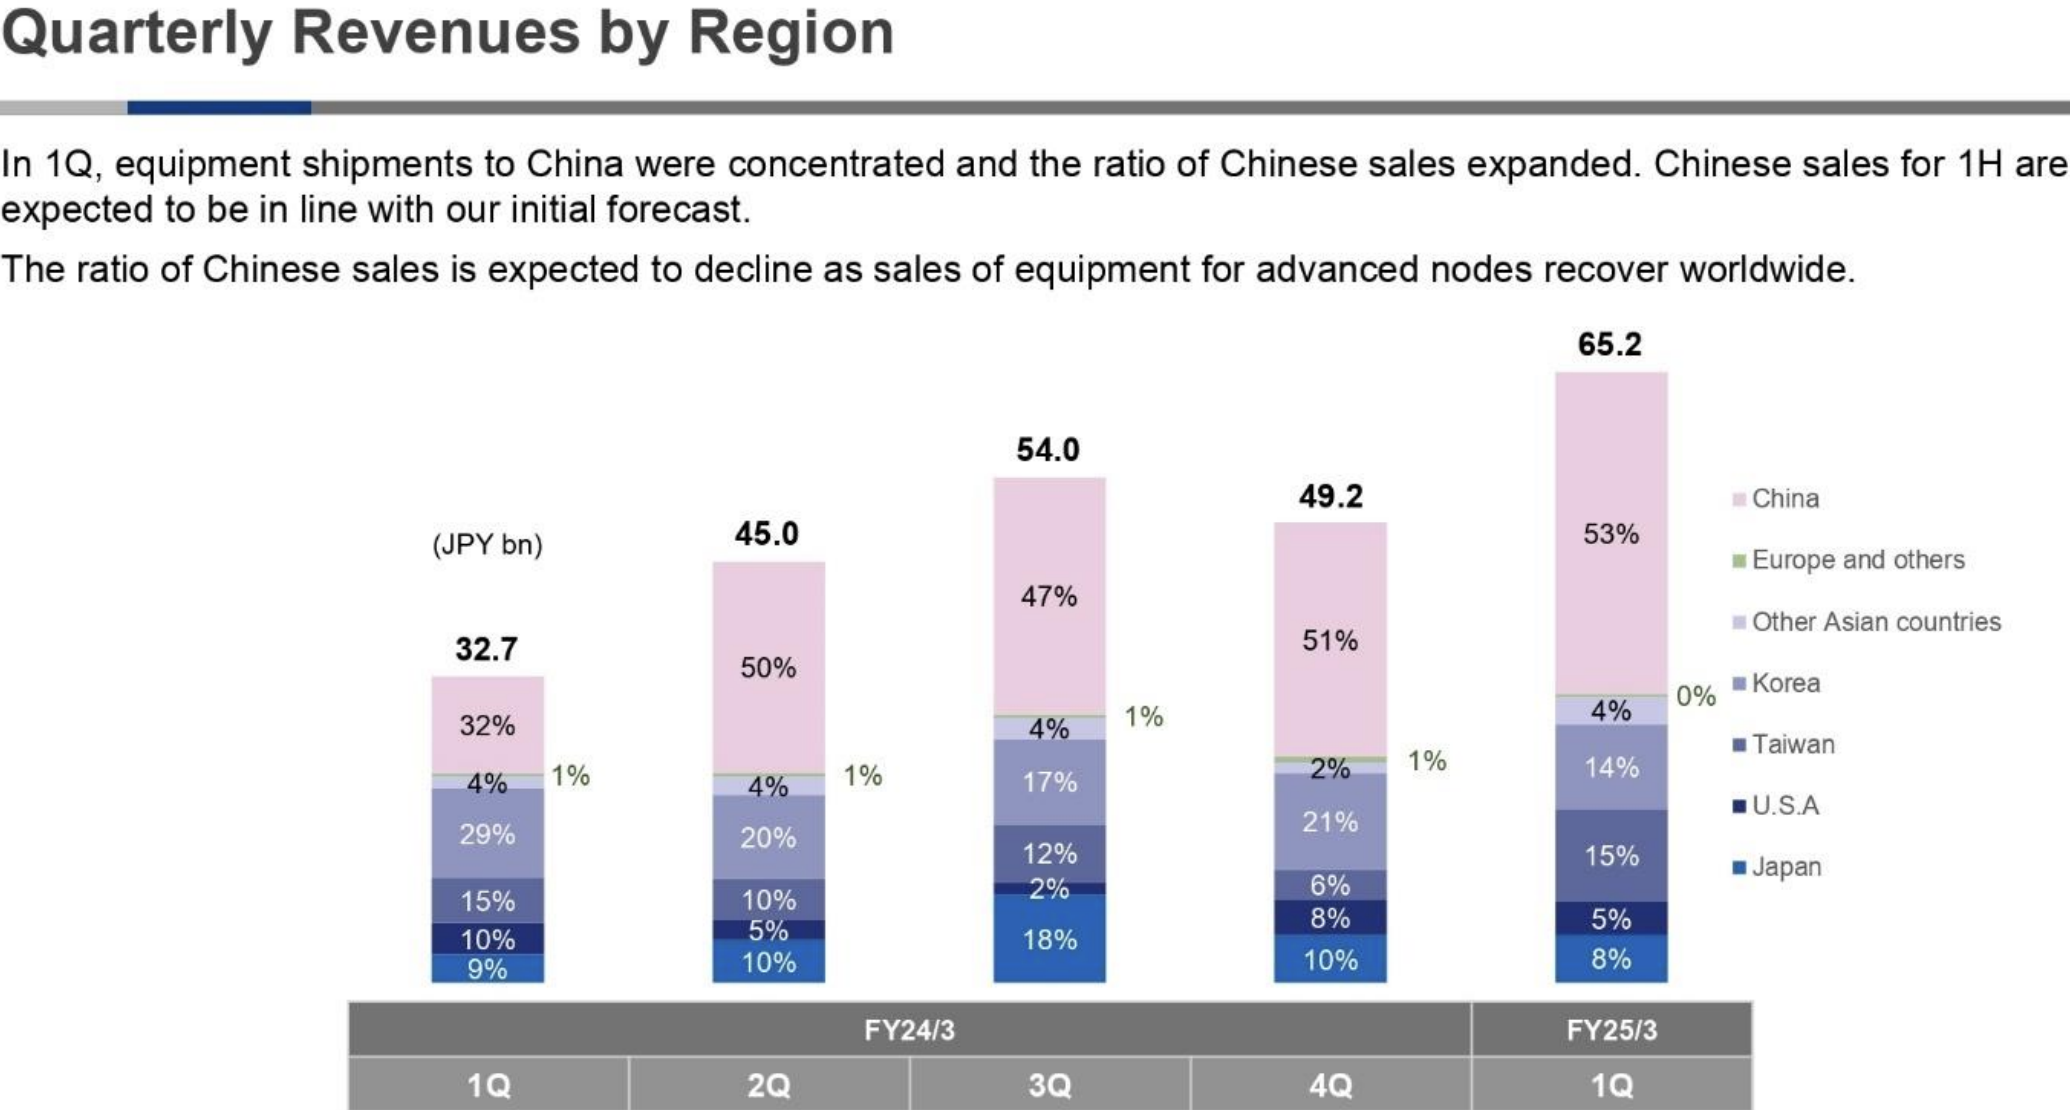 Quarterly Revenues by Region
In 1Q, equipment shipments to China were concentrated and the ratio of Chinese sales expanded. Chinese sales for 1H are
expected to be in line with our initial forecast.
The ratio of Chinese sales is expected to decline as sales of equipment for advanced nodes recover worldwide.
(JPY bn)
32.7
32%
1%
4%
29%
15%
10%
9%
45.0
50%
1%
4%
20%
10%
5%
10%
54.0
47%
1%
4%
17%
12%
2%
18%
49.2
51%
1%
2%
21%
6%
8%
10%
65.2
53%
0%
4%
14%
15%
5%
8%
China
Europe and others
Other Asian countries
Korea
Taiwan
U.S.A
Japan
FY24/3 FY25/3
1Q 2Q 3Q 4Q 1Q